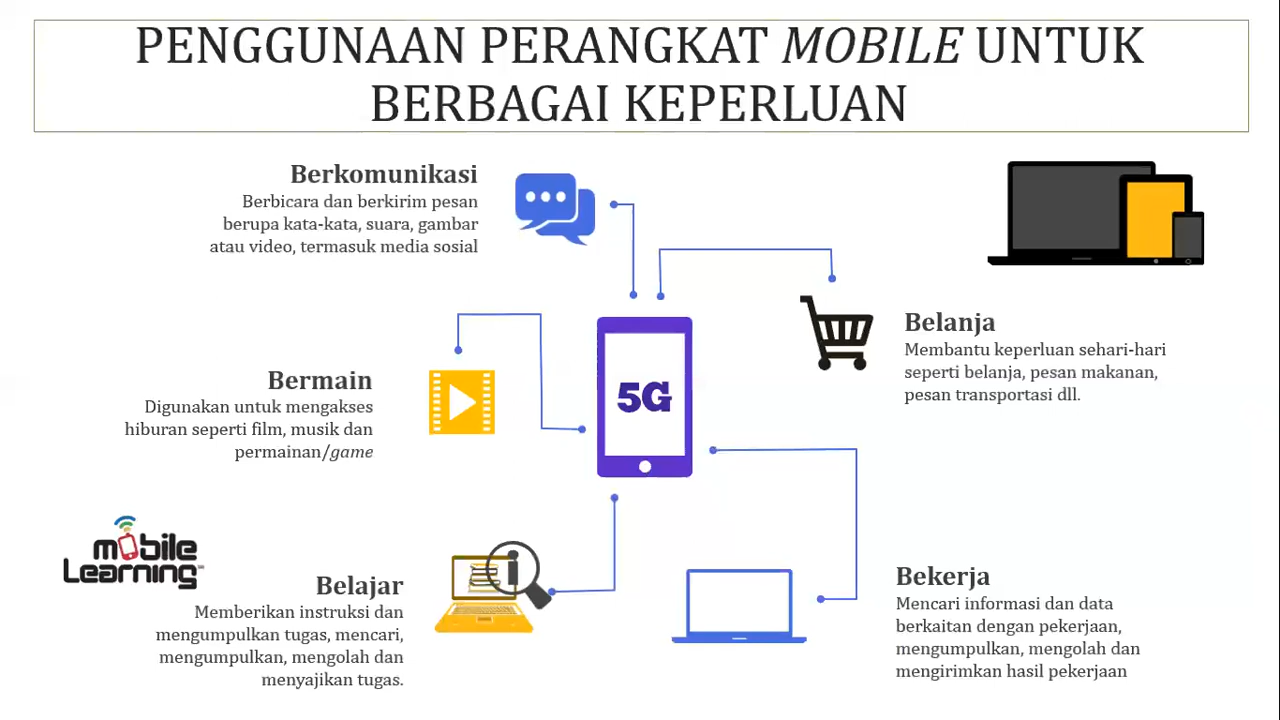 PENGGUNAAN PERANGKAT MOBILE UNTUK
BERBAGAI KEPERLUAN
Berkomunikasi
Berbicara dan berkirim pesan
berupa kata-kata, suara, gambar
atau video, termasuk media sosial
Belanja
Membantu keperluan sehari-hari
seperti belanja, pesan makanan,
pesan transportasi dll.
Bermain
Digunakan untuk mengakses
hiburan seperti film, musik dan
permainan/game
5G
mobile
Learning
Belajar
Memberikan instruksi dan
mengumpulkan tugas, mencari,
mengumpulkan, mengolah dan
menyajikan tugas.
Bekerja
Mencari informasi dan data
berkaitan dengan pekerjaan,
mengumpulkan, mengolah dan
mengirimkan hasil pekerjaan